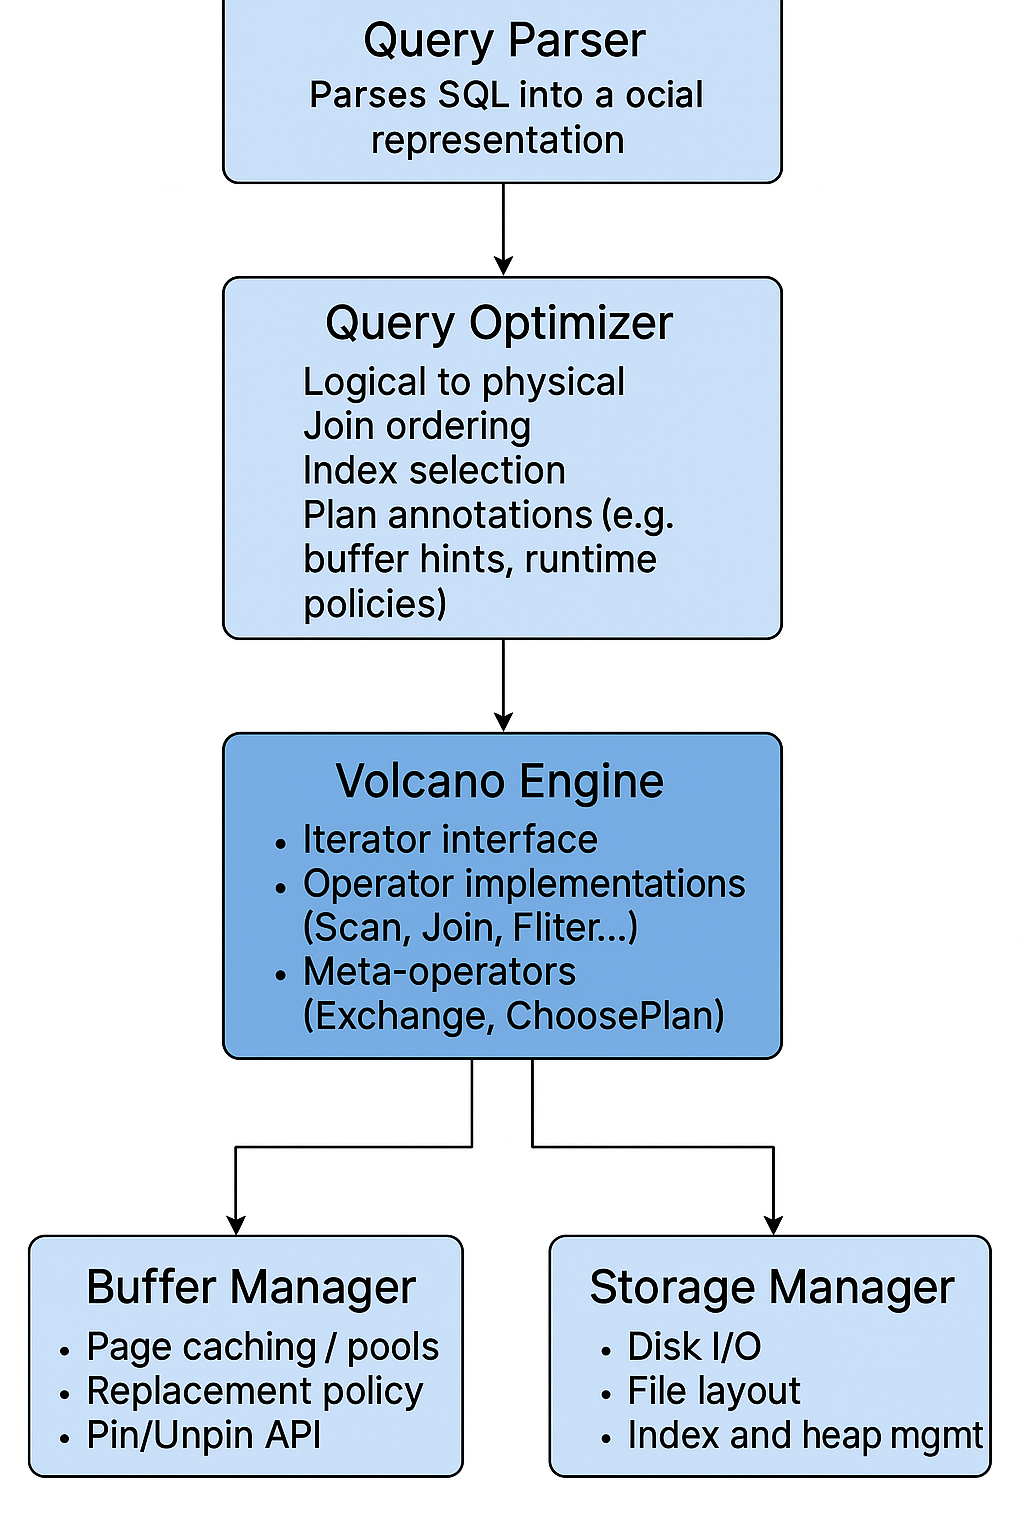 Query Parser
Parses SQL into a ocial
representation
Query Optimizer
Logical to physical
Join ordering
Index selection
Plan annotations (e.g.
buffer hints, runtime
policies)
Volcano Engine
• Iterator interface
• Operator implementations
(Scan, Join, Fliter...)
• Meta-operators
(Exchange, ChoosePlan)
Buffer Manager
• Page caching / pools
• Replacement policy
• Pin/Unpin API
Storage Manager
• Disk I/O
• File layout
• Index and heap mgmt